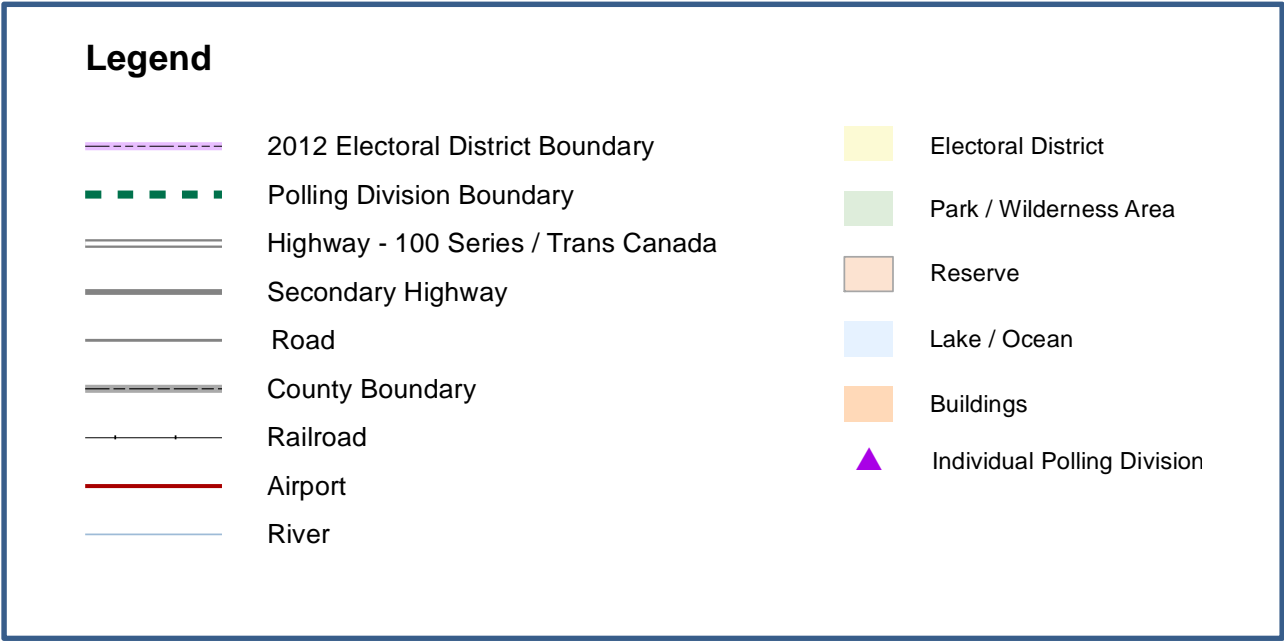 Legend
2012 Electoral District Boundary
Polling Division Boundary
Highway - 100 Series / Trans Canada
Secondary Highway
Road
County Boundary
Railroad
Airport
River
Electoral District
Park / Wilderness Area
Reserve
Lake / Ocean
Buildings
Individual Polling Division